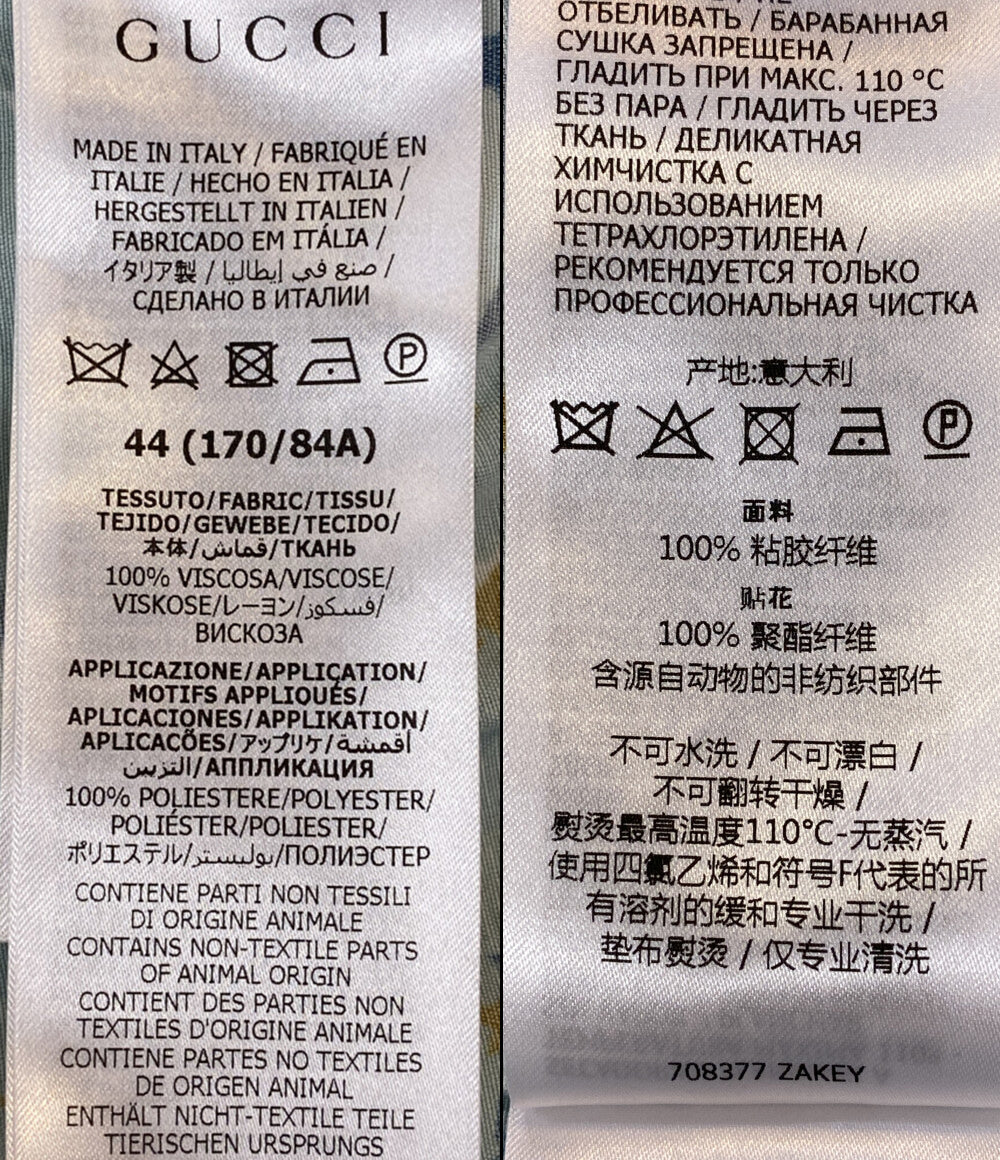 GUCCI
MADE IN ITALY / FABRIQUÉ EN
ITALIE / HECHO EN ITALIA /
HERGESTELLT IN ITALIEN /
FABRICADO EM ITÁLIA /
イタリア製 / صنع في إيطاليا /
СДЕЛАНО В ИТАЛИИ
P
44 (170/84A)
TESSUTO/FABRIC/TISSU/
TEJIDO/GEWEBE/TECIDO/
本体/قماش/ТКАНЬ
100% VISCOSA/VISCOSE/
VISKOSE/レーヨン/فسكوز/
ВИСКОЗА
APPLICAZIONE/APPLICATION/
MOTIFS APPLIQUÉS/
APLICACIONES/APPLIKATION/
APLICACÕES/アップリケ/أقمشة
التزيين/АППЛИКАЦИЯ
100% POLIESTERE/POLYESTER/
POLIÉSTER/POLIESTER/
ポリエステル/بوليستر/ПОЛИЭСТЕР
CONTIENE PARTI NON TESSILI
DI ORIGINE ANIMALE
CONTAINS NON-TEXTILE PARTS
OF ANIMAL ORIGIN
CONTIENT DES PARTIES NON
TEXTILES D'ORIGINE ANIMALE
CONTIENE PARTES NO TEXTILES
DE ORIGEN ANIMAL
ENTHÄLT NICHT-TEXTILE TEILE
TIERISCHEN URSPRUNGS
ОТБЕЛИВАТЬ / БАРАБАННАЯ
СУШКА ЗАПРЕЩЕНА /
ГЛАДИТЬ ПРИ МАКС. 110 °C
БЕЗ ПАРА / ГЛАДИТЬ ЧЕРЕЗ
ТКАНЬ / ДЕЛИКАТНАЯ
ХИМЧИСТКА С
ИСПОЛЬЗОВАНИЕМ
ТЕТРАХЛОРЭТИЛЕНА /
РЕКОМЕНДУЕТСЯ ТОЛЬКО
ПРОФЕССИОНАЛЬНАЯ ЧИСТКА
产地:意大利
P
面料
100% 粘胶纤维
贴花
100% 聚酯纤维
含源自动物的非纺织部件
不可水洗 / 不可漂白 /
不可翻转干燥 /
熨烫最高温度110°C-无蒸汽 /
使用四氯乙烯和符号F代表的所
有溶剂的缓和专业干洗 /
垫布熨烫 / 仅专业清洗
708377 ZAKEY